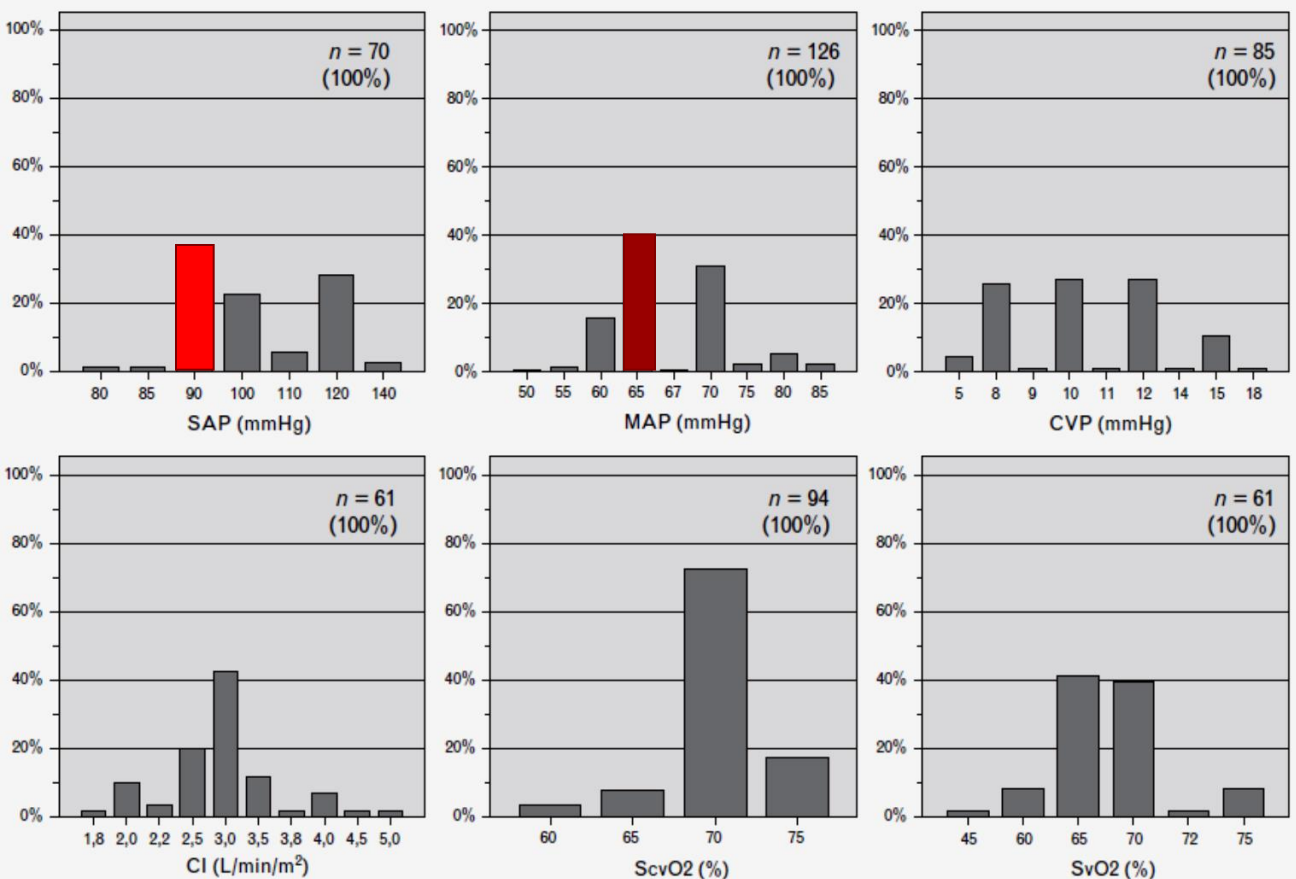 100%
80%
60%
40%
20%
0%
n = 70
(100%)
80 85 90 100 110 120 140
SAP (mmHg)
100%
80%
60%
40%
20%
0%
n = 126
(100%)
50 55 60 65 67 70 75 80 85
MAP (mmHg)
100%
80%
60%
40%
20%
0%
n = 85
(100%)
5 8 9 10 11 12 14 15 18
CVP (mmHg)
100%
80%
60%
40%
20%
0%
n = 61
(100%)
1,8 2,0 2,2 2,5 3,0 3,5 3,8 4,0 4,5 5,0
CI (L/min/m²)
100%
80%
60%
40%
20%
0%
n = 94
(100%)
60 65 70 75
ScvO2 (%)
100%
80%
60%
40%
20%
0%
n = 61
(100%)
45 60 65 70 72 75
SvO2 (%)